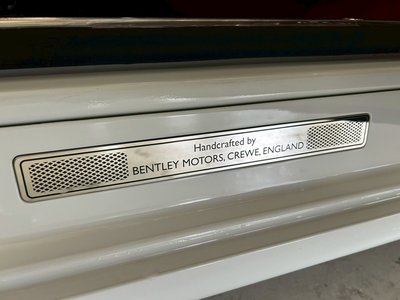 Handcrafted by
BENTLEY MOTORS, CREWE, ENGLAND